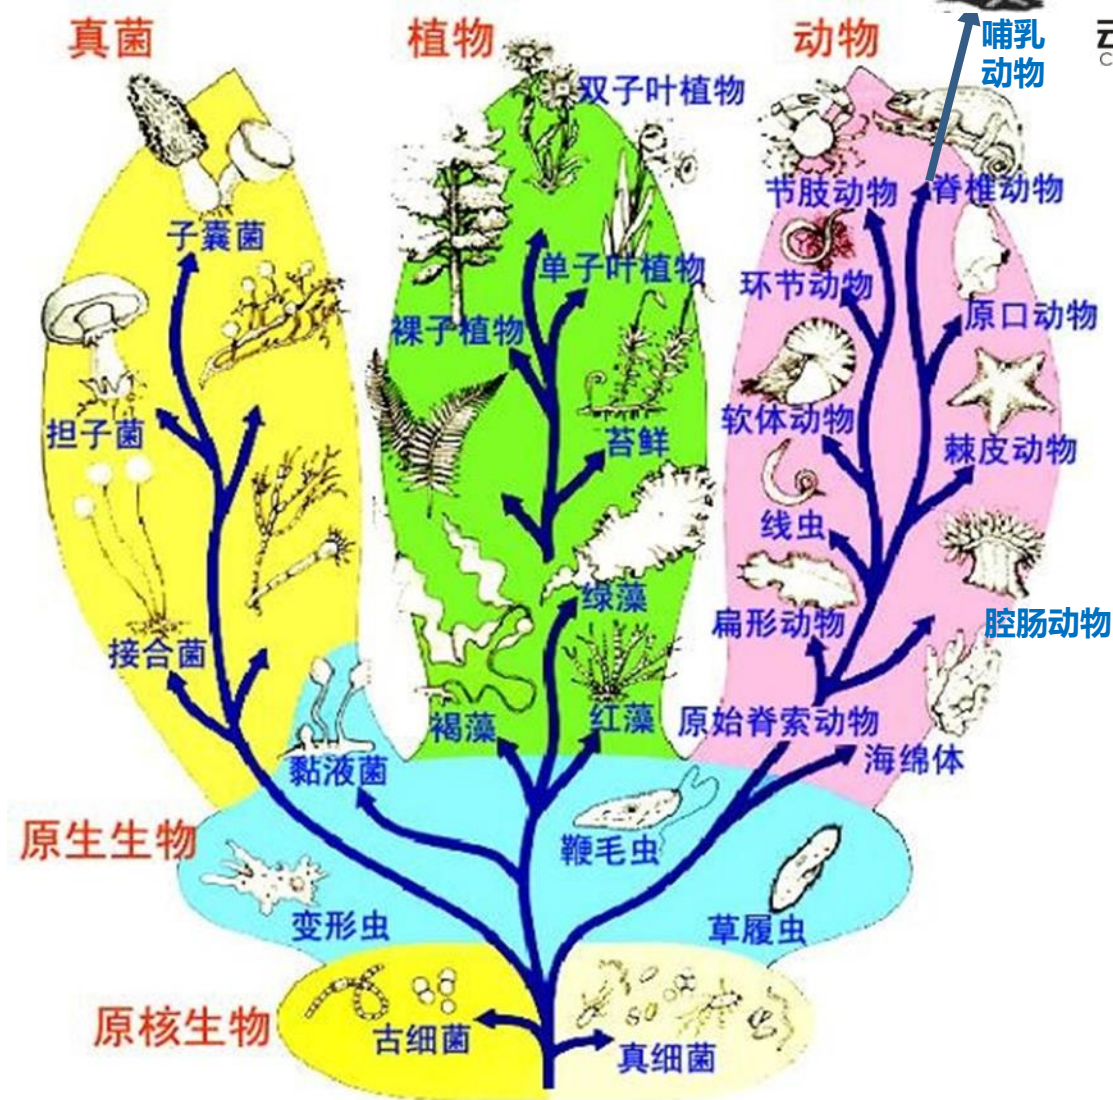 真菌
植物
动物
哺乳
动物
双子叶植物
节肢动物
脊椎动物
子囊菌
单子叶植物
环节动物
原口动物
裸子植物
软体动物
担子菌
苔鲜
棘皮动物
线虫
绿藻
扁形动物
腔肠动物
接合菌
褐藻
红藻
原始脊索动物
海绵体
黏液菌
原生生物
鞭毛虫
变形虫
草履虫
原核生物
古细菌
真细菌